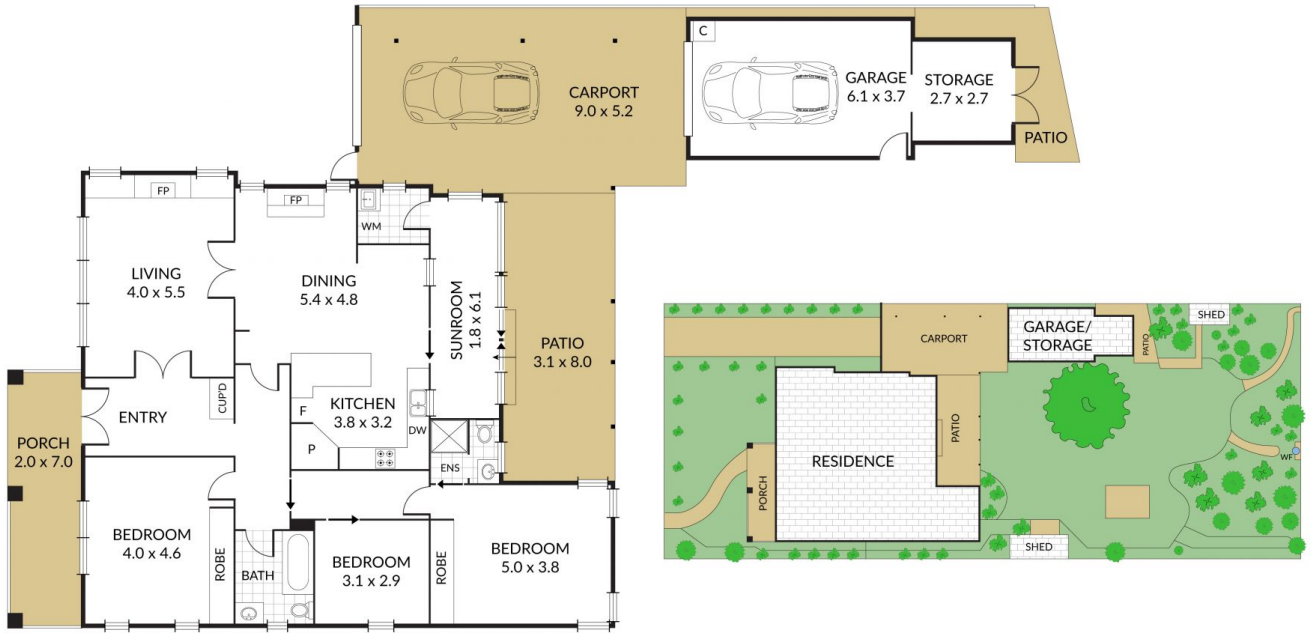 C
GARAGE
6.1 x 3.7
STORAGE
2.7 x 2.7
CARPORT
9.0 x 5.2
PATIO
FP
FP
WM
LIVING
4.0 x 5.5
DINING
5.4 x 4.8
SUNROOM
1.8 x 6.1
PATIO
3.1 x 8.0
ENTRY
CUP'D
F
KITCHEN
3.8 x 3.2
DW
P
ENS
PORCH
2.0 x 7.0
BEDROOM
4.0 x 4.6
ROBE
BATH
BEDROOM
3.1 x 2.9
ROBE
BEDROOM
5.0 x 3.8
SHED
CARPORT
GARAGE/
STORAGE
PATIO
PATIO
RESIDENCE
PORCH
WF
SHED